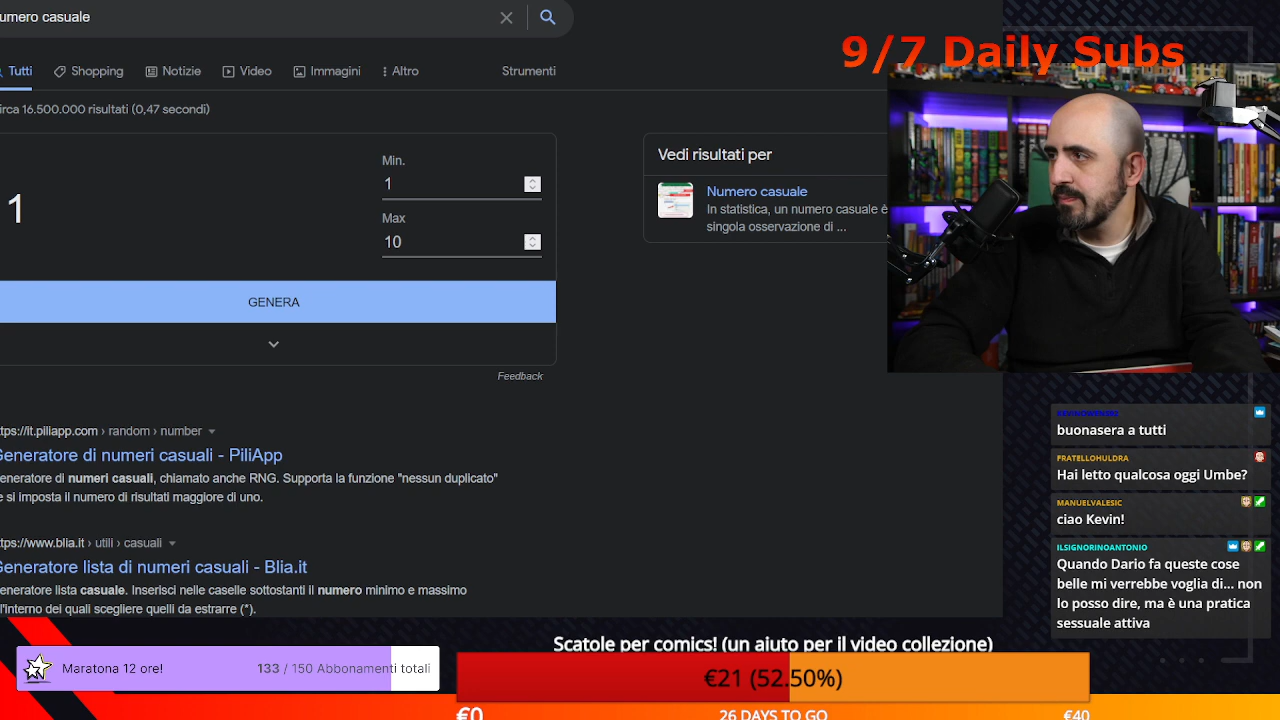 umero casuale
Tutti
Shopping
Notizie
Video
Immagini
Altro
Strumenti
irca 16.500.000 risultati (0,47 secondi)
1
Min.
1
Max
10
GENERA
Feedback
Vedi risultati per
Numero casuale
In statistica, un numero casuale è
singola osservazione di ...
ttps://it.piliapp.com › random › number
Generatore di numeri casuali - PiliApp
eneratore di numeri casuali, chiamato anche RNG. Supporta la funzione "nessun duplicato"
e si imposta il numero di risultati maggiore di uno.
ttps://www.blia.it › utili › casuali
Generatore lista di numeri casuali - Blia.it
eneratore lista casuale. Inserisci nelle caselle sottostanti il numero minimo e massimo
ll'interno dei quali scegliere quelli da estrarre (*).
9/7 Daily Subs
buonasera a tutti
FRATELLOHULDRA
Hai letto qualcosa oggi Umbe?
MANUELVALESIC
ciao Kevin!
ILSIGNORINOANTONIO
Quando Dario fa queste cose
belle mi verrebbe voglia di... non
lo posso dire, ma è una pratica
sessuale attiva
Maratona 12 ore!
133 / 150 Abbonamenti totali
Scatole per comics! (un aiuto per il video collezione)
€21 (52.50%)
€0
26 DAYS TO GO
€40